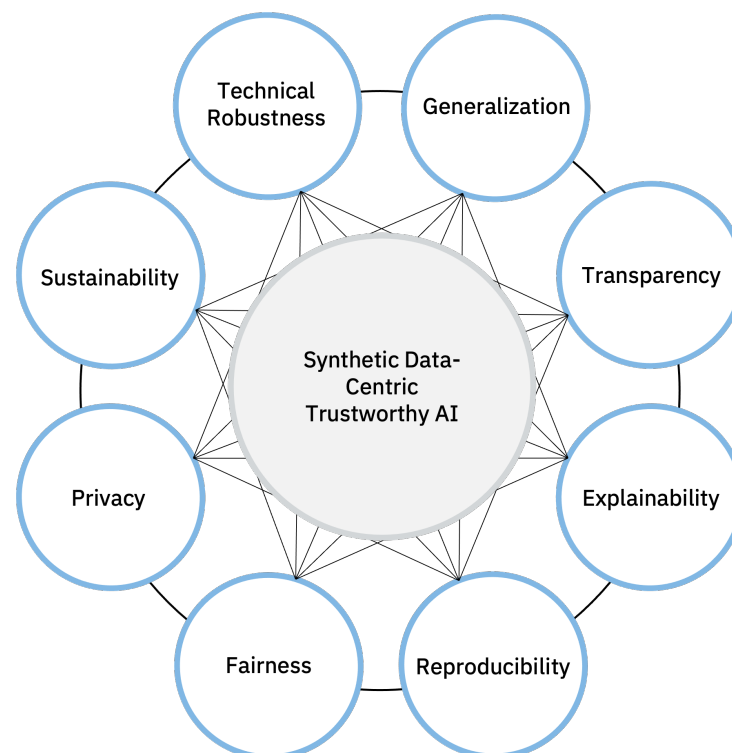 Technical
Robustness
Generalization
Sustainability
Transparency
Synthetic Data-
Centric
Trustworthy AI
Privacy
Explainability
Fairness
Reproducibility